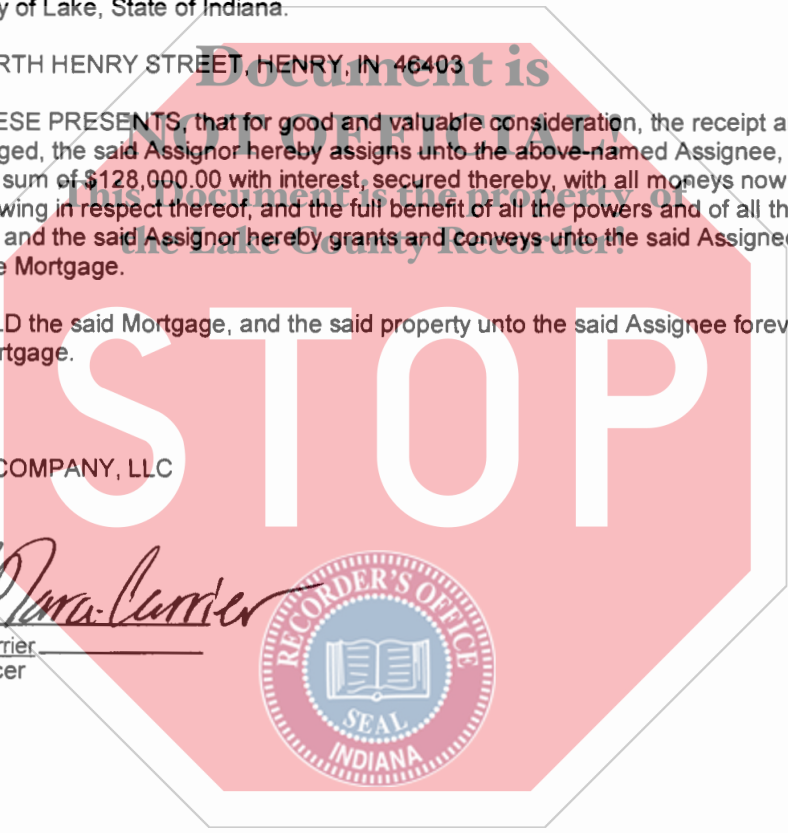 y of Lake, State of Indiana.
RTH HENRY STREET, HENRY, IN 46403
Document is
ESE PRESENTS, that for good and valuable consideration, the receipt a
NOT OFFICIAL!
ged, the said Assignor hereby assigns unto the above-named Assignee,
sum of $128,000.00 with interest, secured thereby, with all moneys now
This Document is the property of
wing in respect thereof, and the full benefit of all the powers and of all th
and the said Assignor hereby grants and conveys unto the said Assignee
the Lake County Recorder!
e Mortgage.
LD the said Mortgage, and the said property unto the said Assignee forev
rtgage.
STOP
COMPANY, LLC
Mara Carrier
rrier
cer
RECORDER'S OFFICE
SEAL
INDIANA